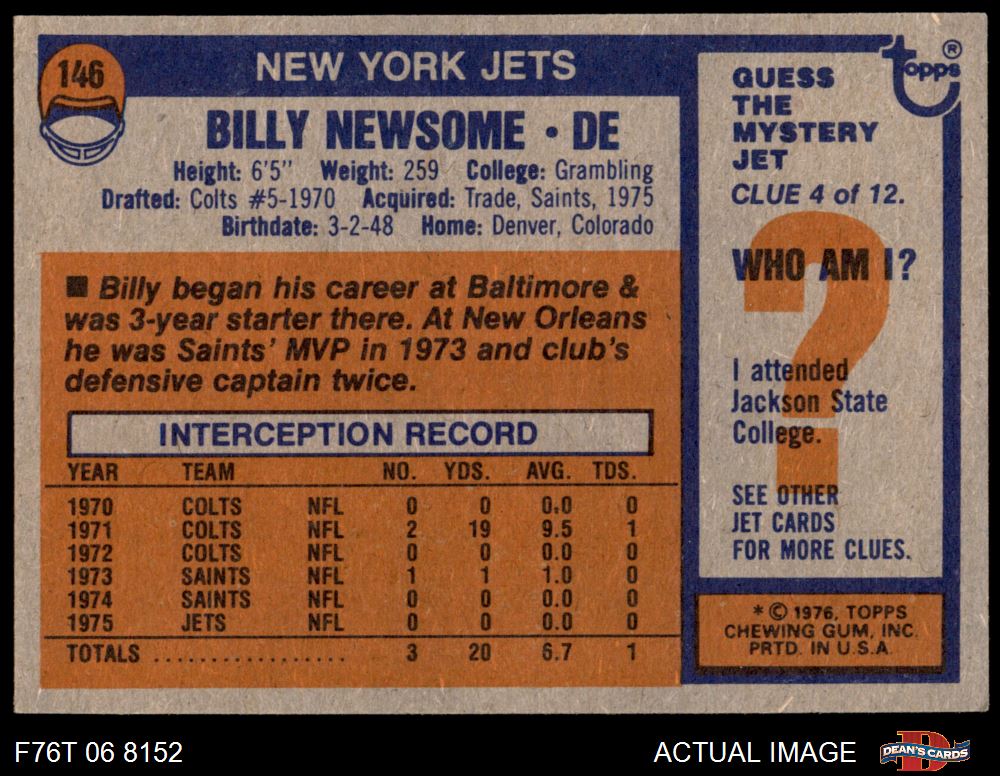 146
NEW YORK JETS
BILLY NEWSOME • DE
Height: 6'5" Weight: 259 College: Grambling
Drafted: Colts #5-1970 Acquired: Trade, Saints, 1975
Birthdate: 3-2-48 Home: Denver, Colorado
■ Billy began his career at Baltimore &
was 3-year starter there. At New Orleans
he was Saints' MVP in 1973 and club's
defensive captain twice.
INTERCEPTION RECORD
YEAR TEAM NO. YDS. AVG. TDS.
1970 COLTS NFL 0 0 0.0 0
1971 COLTS NFL 2 19 9.5 1
1972 COLTS NFL 0 0 0.0 0
1973 SAINTS NFL 1 1 1.0 0
1974 SAINTS NFL 0 0 0.0 0
1975 JETS NFL 0 0 0.0 0
TOTALS .................. 3 20 6.7 1
topps ®
GUESS
THE
MYSTERY
JET
CLUE 4 of 12.
?
WHO AM I?
I attended
Jackson State
College.
SEE OTHER
JET CARDS
FOR MORE CLUES.
* © 1976, TOPPS
CHEWING GUM, INC.
PRTD. IN U.S.A.
F76T 06 8152
ACTUAL IMAGE
D
DEAN'S CARDS